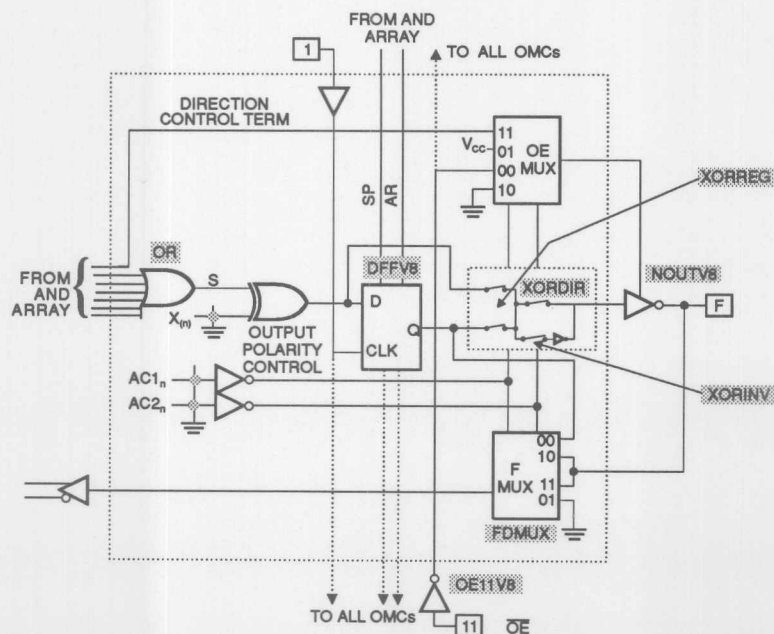 FROM AND
ARRAY
1
TO ALL OMCs
DIRECTION
CONTROL TERM
11
VCC
01
00
10
OE
MUX
XORREG
SP
AR
OR
DFFV8
XORDIR
NOUTV8
FROM
AND
ARRAY
S
X(n)
OUTPUT
POLARITY
CONTROL
D
Q
CLK
F
AC1n
AC2n
XORINV
00
10
11
01
F
MUX
FDMUX
OE11V8
TO ALL OMCs
11
OE